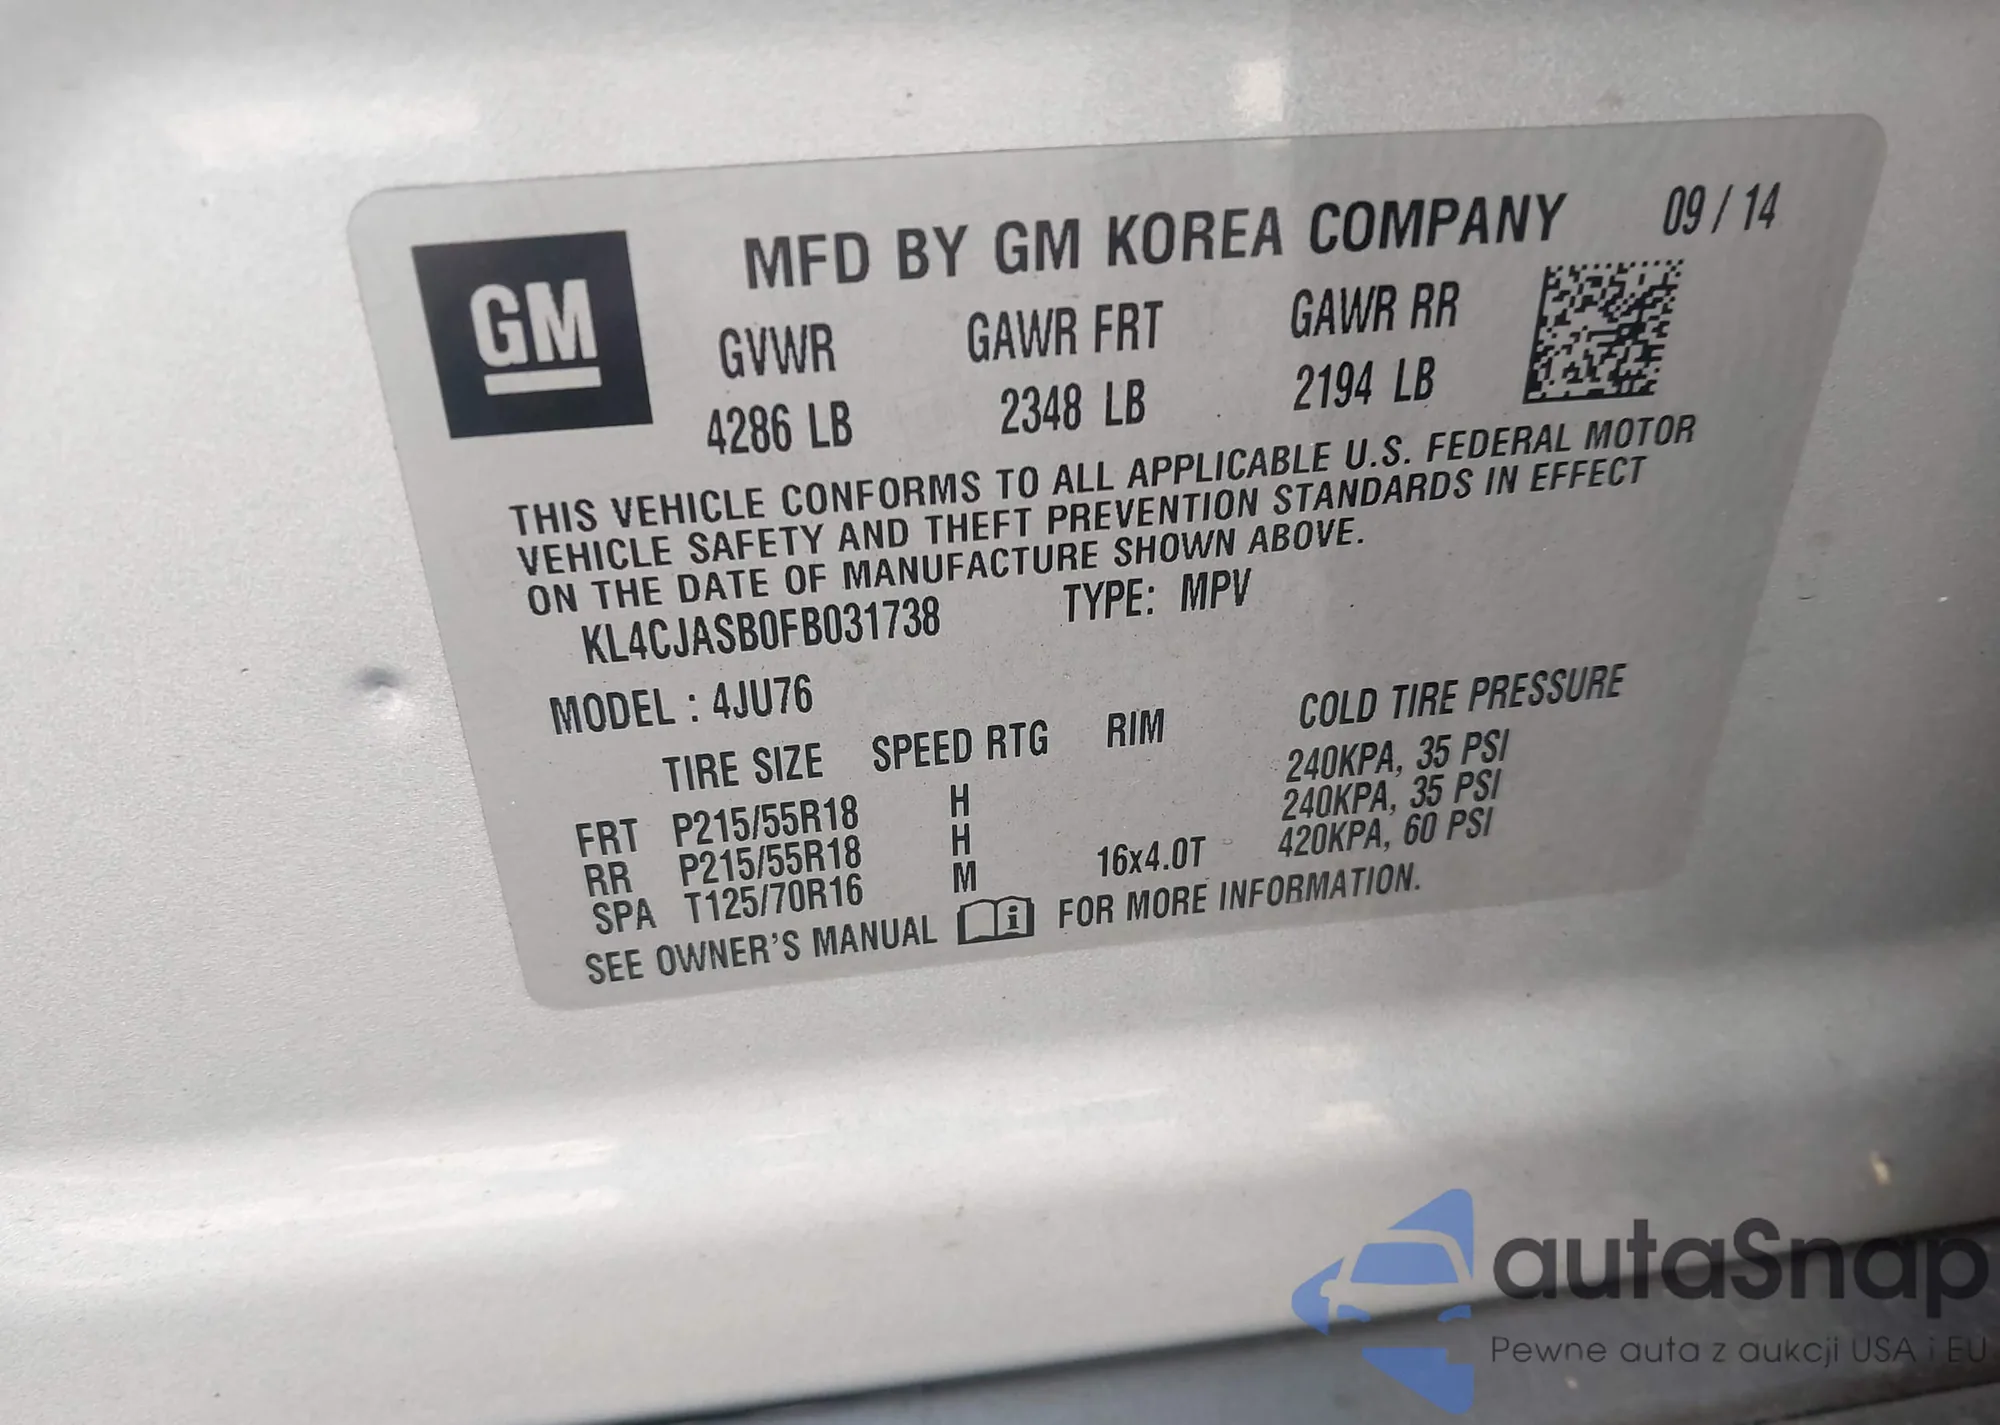 GM
MFD BY GM KOREA COMPANY 09 / 14
GVWR GAWR FRT GAWR RR
4286 LB 2348 LB 2194 LB
THIS VEHICLE CONFORMS TO ALL APPLICABLE U.S. FEDERAL MOTOR
VEHICLE SAFETY AND THEFT PREVENTION STANDARDS IN EFFECT
ON THE DATE OF MANUFACTURE SHOWN ABOVE.
KL4CJASB0FB031738 TYPE: MPV
MODEL : 4JU76
TIRE SIZE SPEED RTG RIM COLD TIRE PRESSURE
FRT P215/55R18 H 240KPA, 35 PSI
RR P215/55R18 H 240KPA, 35 PSI
SPA T125/70R16 M 16x4.0T 420KPA, 60 PSI
SEE OWNER'S MANUAL i FOR MORE INFORMATION.
autaSnap
Pewne auta z aukcji USA i EU